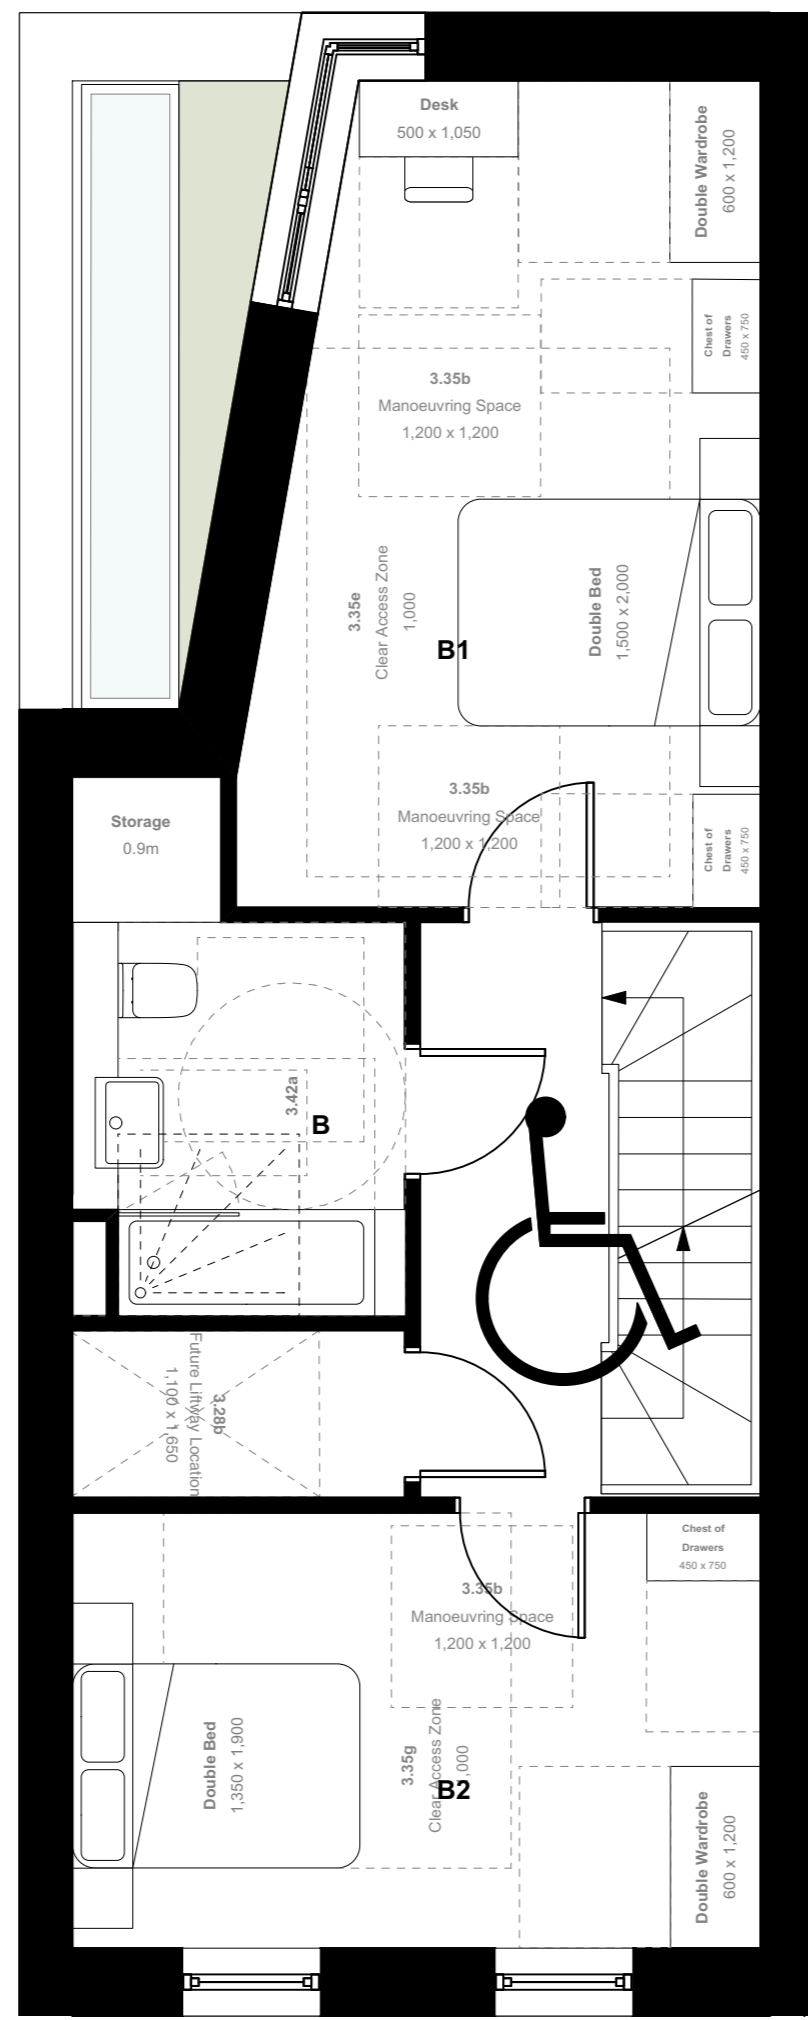 Desk
500 x 1,050
Double Wardrobe
600 x 1,200
Chest of
Drawers
450 x 750
3.35b
Manoeuvring Space
1,200 x 1,200
3.35e
Clear Access Zone
1,000
Double Bed
1,500 x 2,000
B1
3.35b
Manoeuvring Space
1,200 x 1,200
Chest of
Drawers
450 x 750
Storage
0.9m
3.42a
B
3.28b
Future Liftway Location
1,100 x 1,650
Chest of
Drawers
450 x 750
3.35b
Manoeuvring Space
1,200 x 1,200
Double Bed
1,350 x 1,900
3.35g
Clear Access Zone
B2
Double Wardrobe
600 x 1,200